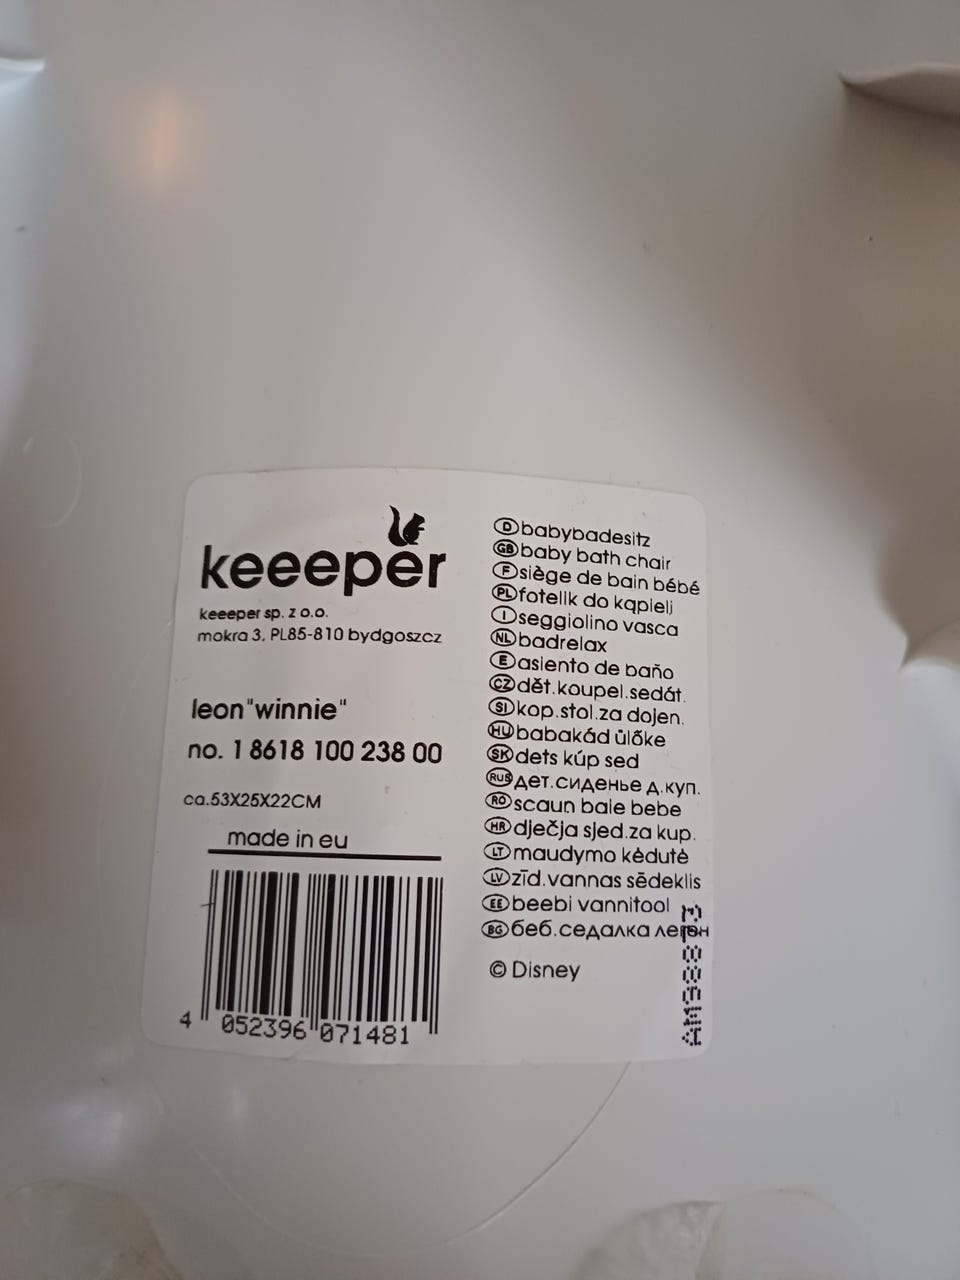 keeeper
keeeper sp. z o.o.
mokra 3, PL85-810 bydgoszcz
leon"winnie"
no. 1 8618 100 238 00
ca.53X25X22CM
made in eu
4 052396 071481
D babybadesitz
GB baby bath chair
F siège de bain bébé
PL fotelik do kąpieli
I seggiolino vasca
NL badrelax
E asiento de baño
CZ dět.koupel.sedát.
SI kop.stol.za dojen.
HU babakád ülőke
SK dets kúp sed
RUS дет.сиденье д.куп.
RO scaun baie bebe
HR dječja sjed.za kup.
LT maudymo kėdutė
LV zīd.vannas sēdeklis
EE beebi vannitool
BG беб.седалка леген
© Disney